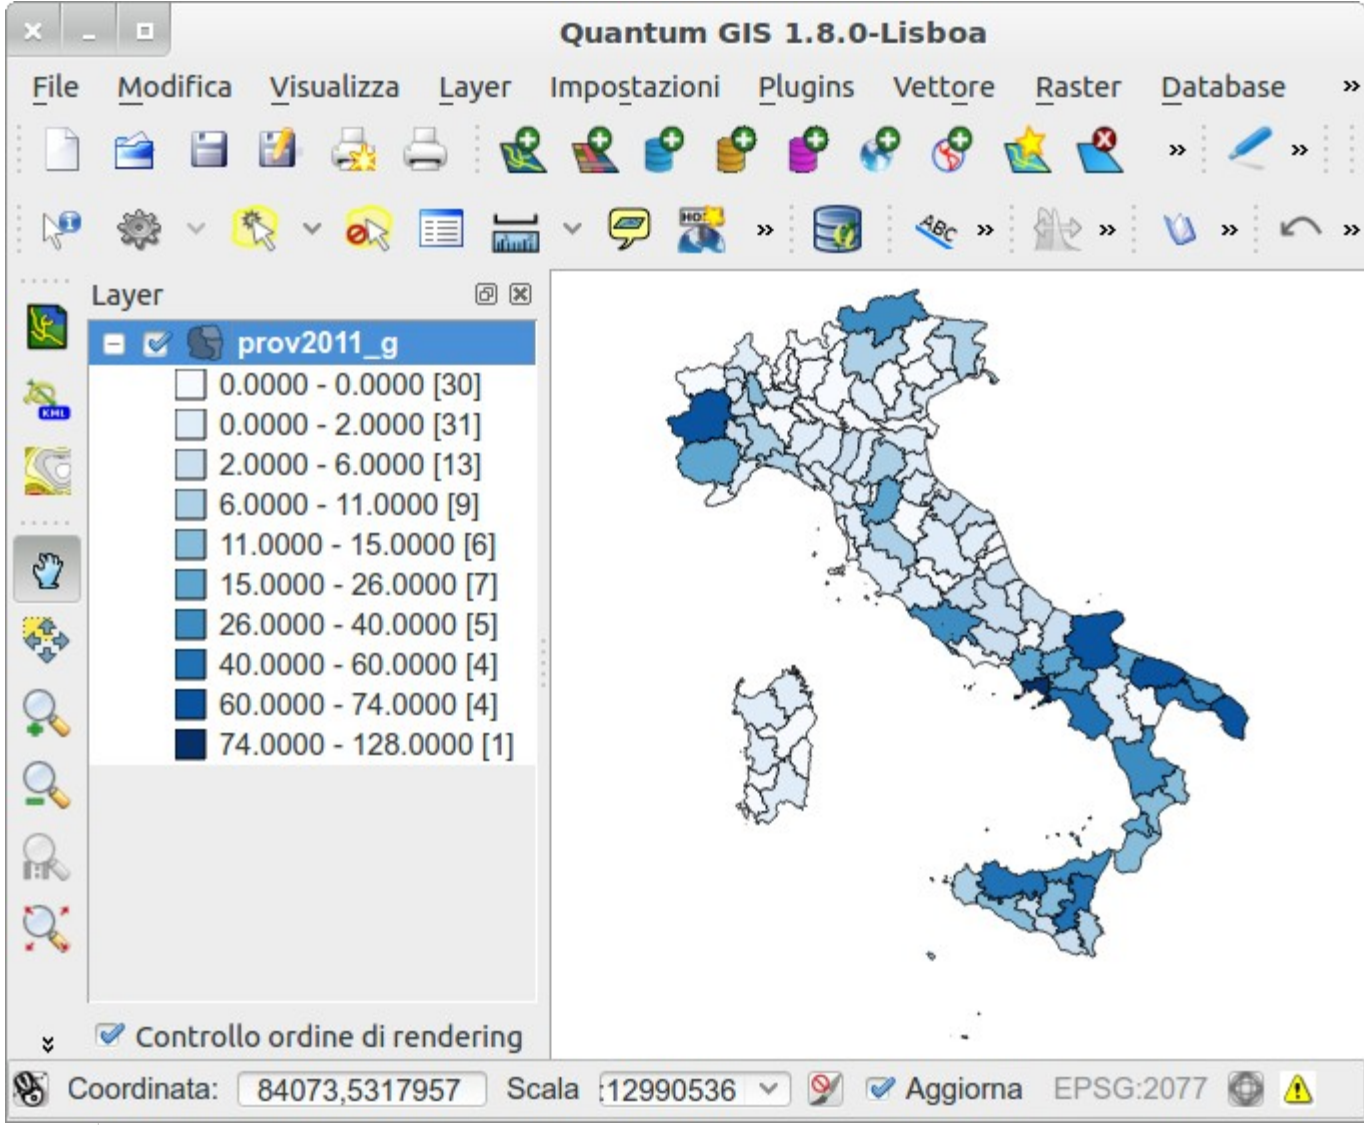 Quantum GIS 1.8.0-Lisboa
File Modifica Visualizza Layer Impostazioni Plugins Vettore Raster Database »
» »
» ABC » » » »
Layer
prov2011_g
0.0000 - 0.0000 [30]
0.0000 - 2.0000 [31]
2.0000 - 6.0000 [13]
6.0000 - 11.0000 [9]
11.0000 - 15.0000 [6]
15.0000 - 26.0000 [7]
26.0000 - 40.0000 [5]
40.0000 - 60.0000 [4]
60.0000 - 74.0000 [4]
74.0000 - 128.0000 [1]
KML
1:1
Controllo ordine di rendering
Coordinata: 84073,5317957 Scala :12990536 Aggiorna EPSG:2077